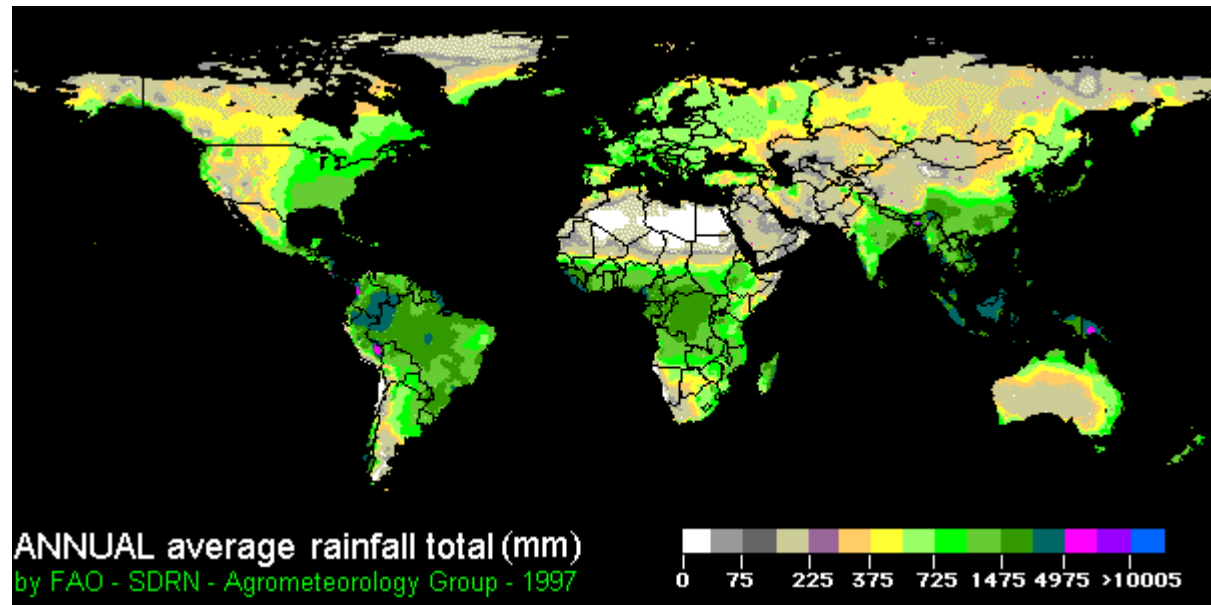 ANNUAL average rainfall total (mm)
by FAO - SDRN - Agrometeorology Group - 1997
0 75 225 375 725 1475 4975 >10005